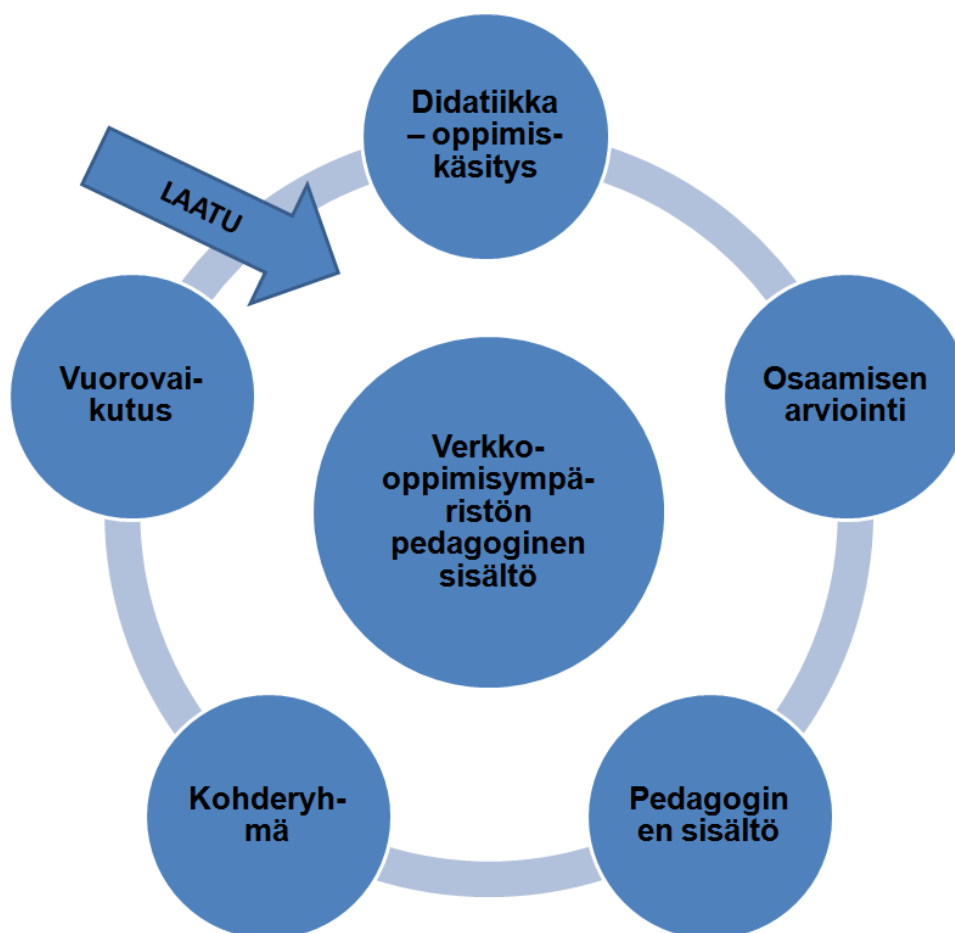 Didatiikka
– oppimis-
käsitys
LAATU
Vuorovai-
kutus
Osaamisen
arviointi
Verkko-
oppimisympä-
ristön
pedagoginen
sisältö
Kohderyh-
mä
Pedagogin
en sisältö